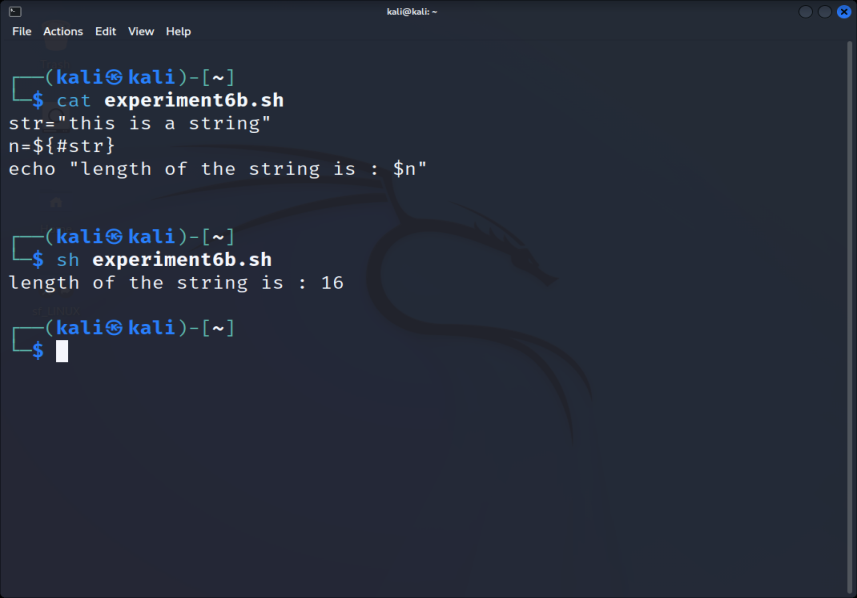 kali@kali: ~
File Actions Edit View Help
┌──(kali㉿kali)-[~]
└─$ cat experiment6b.sh
str="this is a string"
n=${#str}
echo "length of the string is : $n"
┌──(kali㉿kali)-[~]
└─$ sh experiment6b.sh
length of the string is : 16
┌──(kali㉿kali)-[~]
└─$